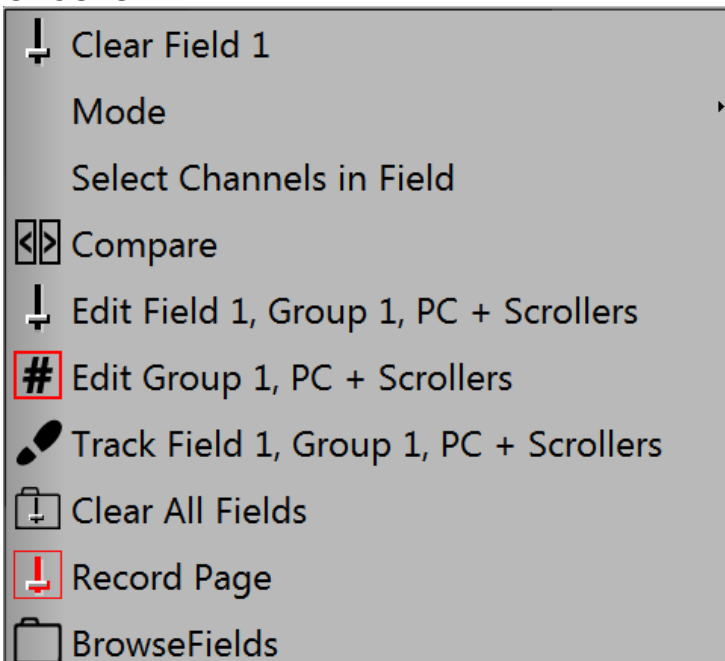 Clear Field 1
Mode
Select Channels in Field
Compare
Edit Field 1, Group 1, PC + Scrollers
# Edit Group 1, PC + Scrollers
Track Field 1, Group 1, PC + Scrollers
Clear All Fields
Record Page
BrowseFields